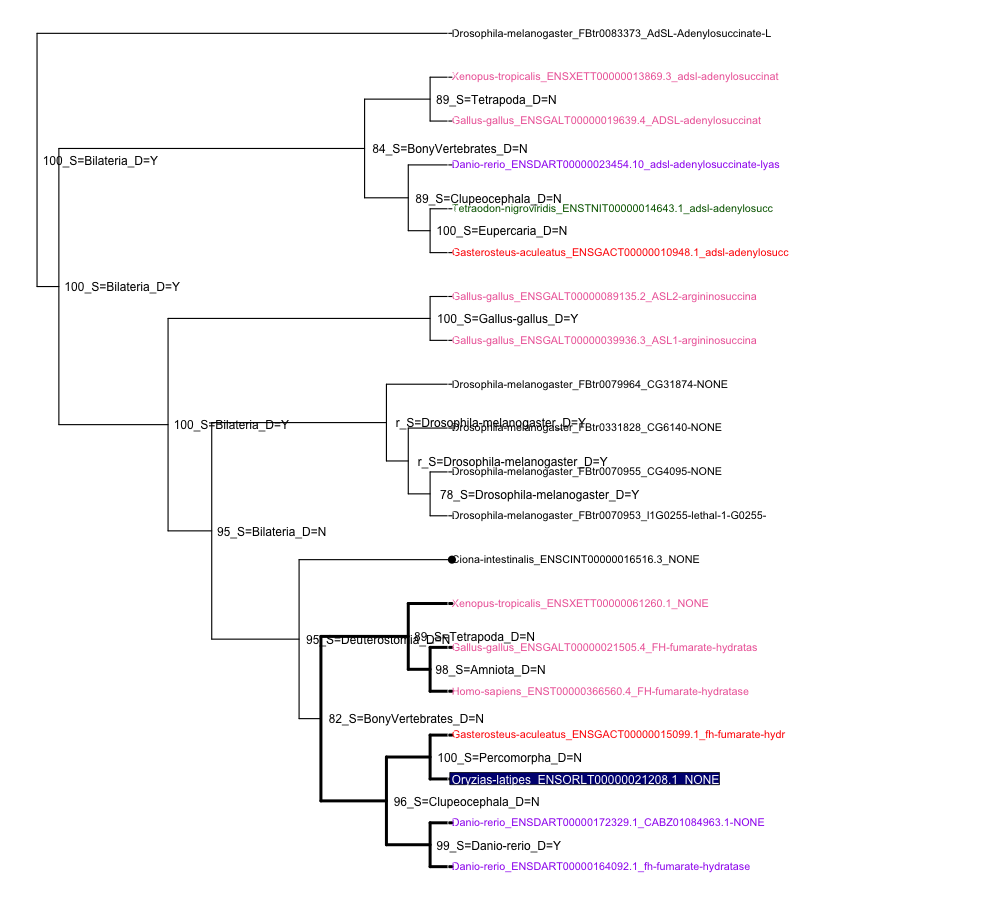 Drosophila-melanogaster_FBtr0083373_AdSL-Adenylosuccinate-L
Xenopus-tropicalis_ENSXETT00000013869.3_adsl-adenylosuccinat
89_S=Tetrapoda_D=N
Gallus-gallus_ENSGALT00000019639.4_ADSL-adenylosuccinat
84_S=BonyVertebrates_D=N
100_S=Bilateria_D=Y
Danio-rerio_ENSDART00000023454.10_adsl-adenylosuccinate-lyas
89_S=Clupeocephala_D=N
Tetraodon-nigroviridis_ENSTNIT00000014643.1_adsl-adenylosucc
100_S=Eupercaria_D=N
Gasterosteus-aculeatus_ENSGACT00000010948.1_adsl-adenylosucc
100_S=Bilateria_D=Y
Gallus-gallus_ENSGALT00000089135.2_ASL2-argininosuccina
100_S=Gallus-gallus_D=Y
Gallus-gallus_ENSGALT00000039936.3_ASL1-argininosuccina
Drosophila-melanogaster_FBtr0079964_CG31874-NONE
r_S=Drosophila-melanogaster_D=Y
100_S=Bilateria_D=Y
Drosophila-melanogaster_FBtr0331828_CG6140-NONE
r_S=Drosophila-melanogaster_D=Y
Drosophila-melanogaster_FBtr0070955_CG4095-NONE
78_S=Drosophila-melanogaster_D=Y
Drosophila-melanogaster_FBtr0070953_l1G0255-lethal-1-G0255-
95_S=Bilateria_D=N
Ciona-intestinalis_ENSCINT00000016516.3_NONE
Xenopus-tropicalis_ENSXETT00000061260.1_NONE
89_S=Tetrapoda_D=N
95_S=Deuterostomia_D=N
Gallus-gallus_ENSGALT00000021505.4_FH-fumarate-hydratas
98_S=Amniota_D=N
Homo-sapiens_ENST00000366560.4_FH-fumarate-hydratase
82_S=BonyVertebrates_D=N
Gasterosteus-aculeatus_ENSGACT00000015099.1_fh-fumarate-hydr
100_S=Percomorpha_D=N
Oryzias-latipes_ENSORLT00000021208.1_NONE
96_S=Clupeocephala_D=N
Danio-rerio_ENSDART00000172329.1_CABZ01084963.1-NONE
99_S=Danio-rerio_D=Y
Danio-rerio_ENSDART00000164092.1_fh-fumarate-hydratase